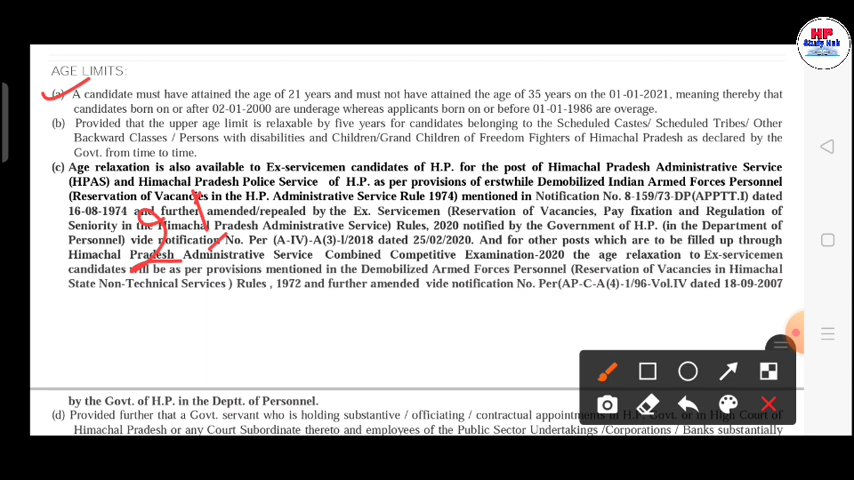 HP
Study Hub
AGE LIMITS:
(a) A candidate must have attained the age of 21 years and must not have attained the age of 35 years on the 01-01-2021, meaning thereby that
candidates born on or after 02-01-2000 are underage whereas applicants born on or before 01-01-1986 are overage.
(b) Provided that the upper age limit is relaxable by five years for candidates belonging to the Scheduled Castes/ Scheduled Tribes/ Other
Backward Classes / Persons with disabilities and Children/Grand Children of Freedom Fighters of Himachal Pradesh as declared by the
Govt. from time to time.
(c) Age relaxation is also available to Ex-servicemen candidates of H.P. for the post of Himachal Pradesh Administrative Service
(HPAS) and Himachal Pradesh Police Service of H.P. as per provisions of erstwhile Demobilized Indian Armed Forces Personnel
(Reservation of Vacancies in the H.P. Administrative Service Rule 1974) mentioned in Notification No. 8-159/73-DP(APPTT.I) dated
16-08-1974 and further amended/repealed by the Ex. Servicemen (Reservation of Vacancies, Pay fixation and Regulation of
Seniority in the Himachal Pradesh Administrative Service) Rules, 2020 notified by the Government of H.P. (in the Department of
Personnel) vide notification No. Per (A-IV)-A(3)-I/2018 dated 25/02/2020. And for other posts which are to be filled up through
Himachal Pradesh Administrative Service Combined Competitive Examination-2020 the age relaxation to Ex-servicemen
candidates will be as per provisions mentioned in the Demobilized Armed Forces Personnel (Reservation of Vacancies in Himachal
State Non-Technical Services ) Rules , 1972 and further amended vide notification No. Per(AP-C-A(4)-1/96-Vol.IV dated 18-09-2007
21
by the Govt. of H.P. in the Deptt. of Personnel.
(d) Provided further that a Govt. servant who is holding substantive / officiating / contractual appointments in H.P. Govt. or in High Court of
Himachal Pradesh or any Court Subordinate thereto and employees of the Public Sector Undertakings /Corporations / Banks substantially